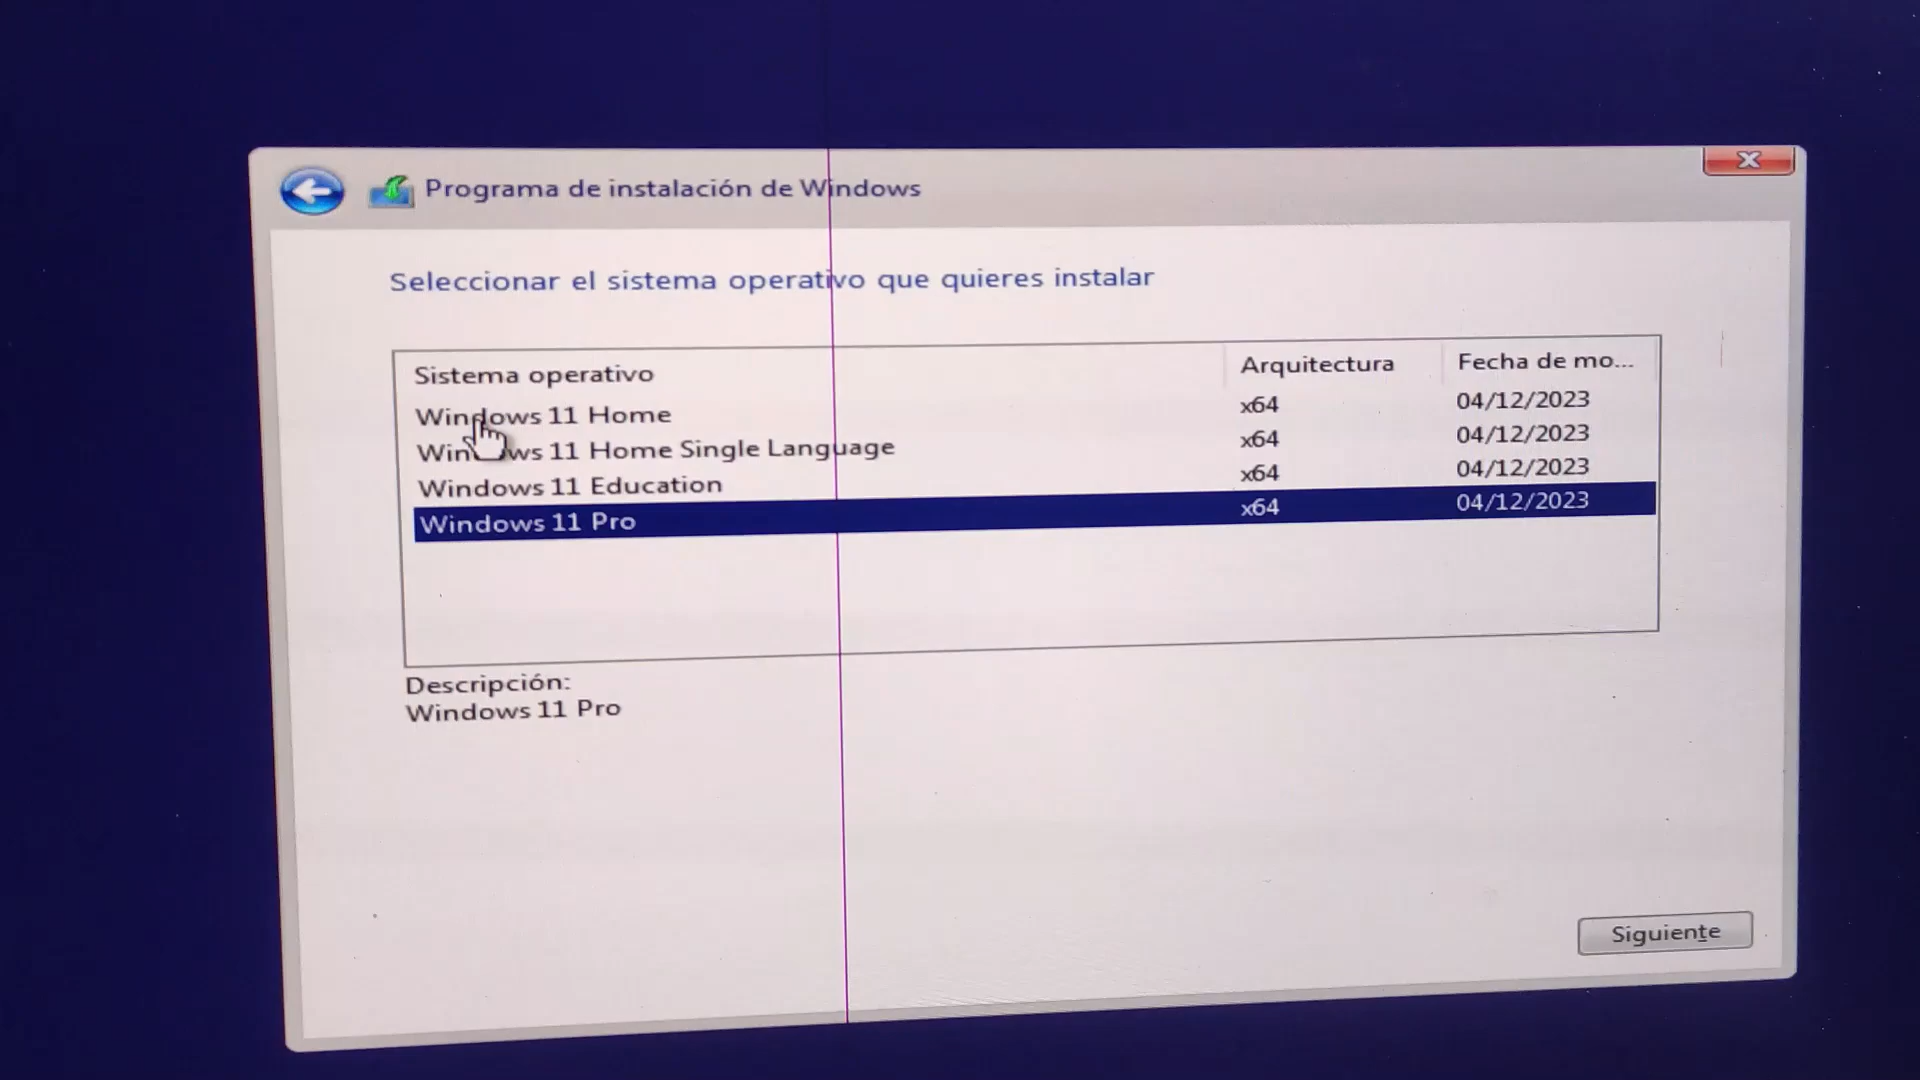 Programa de instalación de Windows
Seleccionar el sistema operativo que quieres instalar
Sistema operativo Arquitectura Fecha de mo...
Windows 11 Home x64 04/12/2023
Windows 11 Home Single Language x64 04/12/2023
Windows 11 Education x64 04/12/2023
Windows 11 Pro x64 04/12/2023
Descripción:
Windows 11 Pro
Siguiente